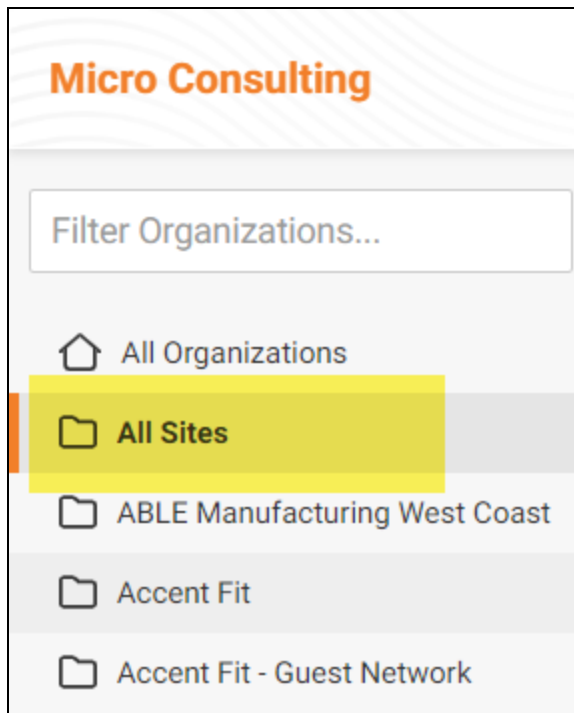 Micro Consulting
Filter Organizations...
All Organizations
All Sites
ABLE Manufacturing West Coast
Accent Fit
Accent Fit - Guest Network